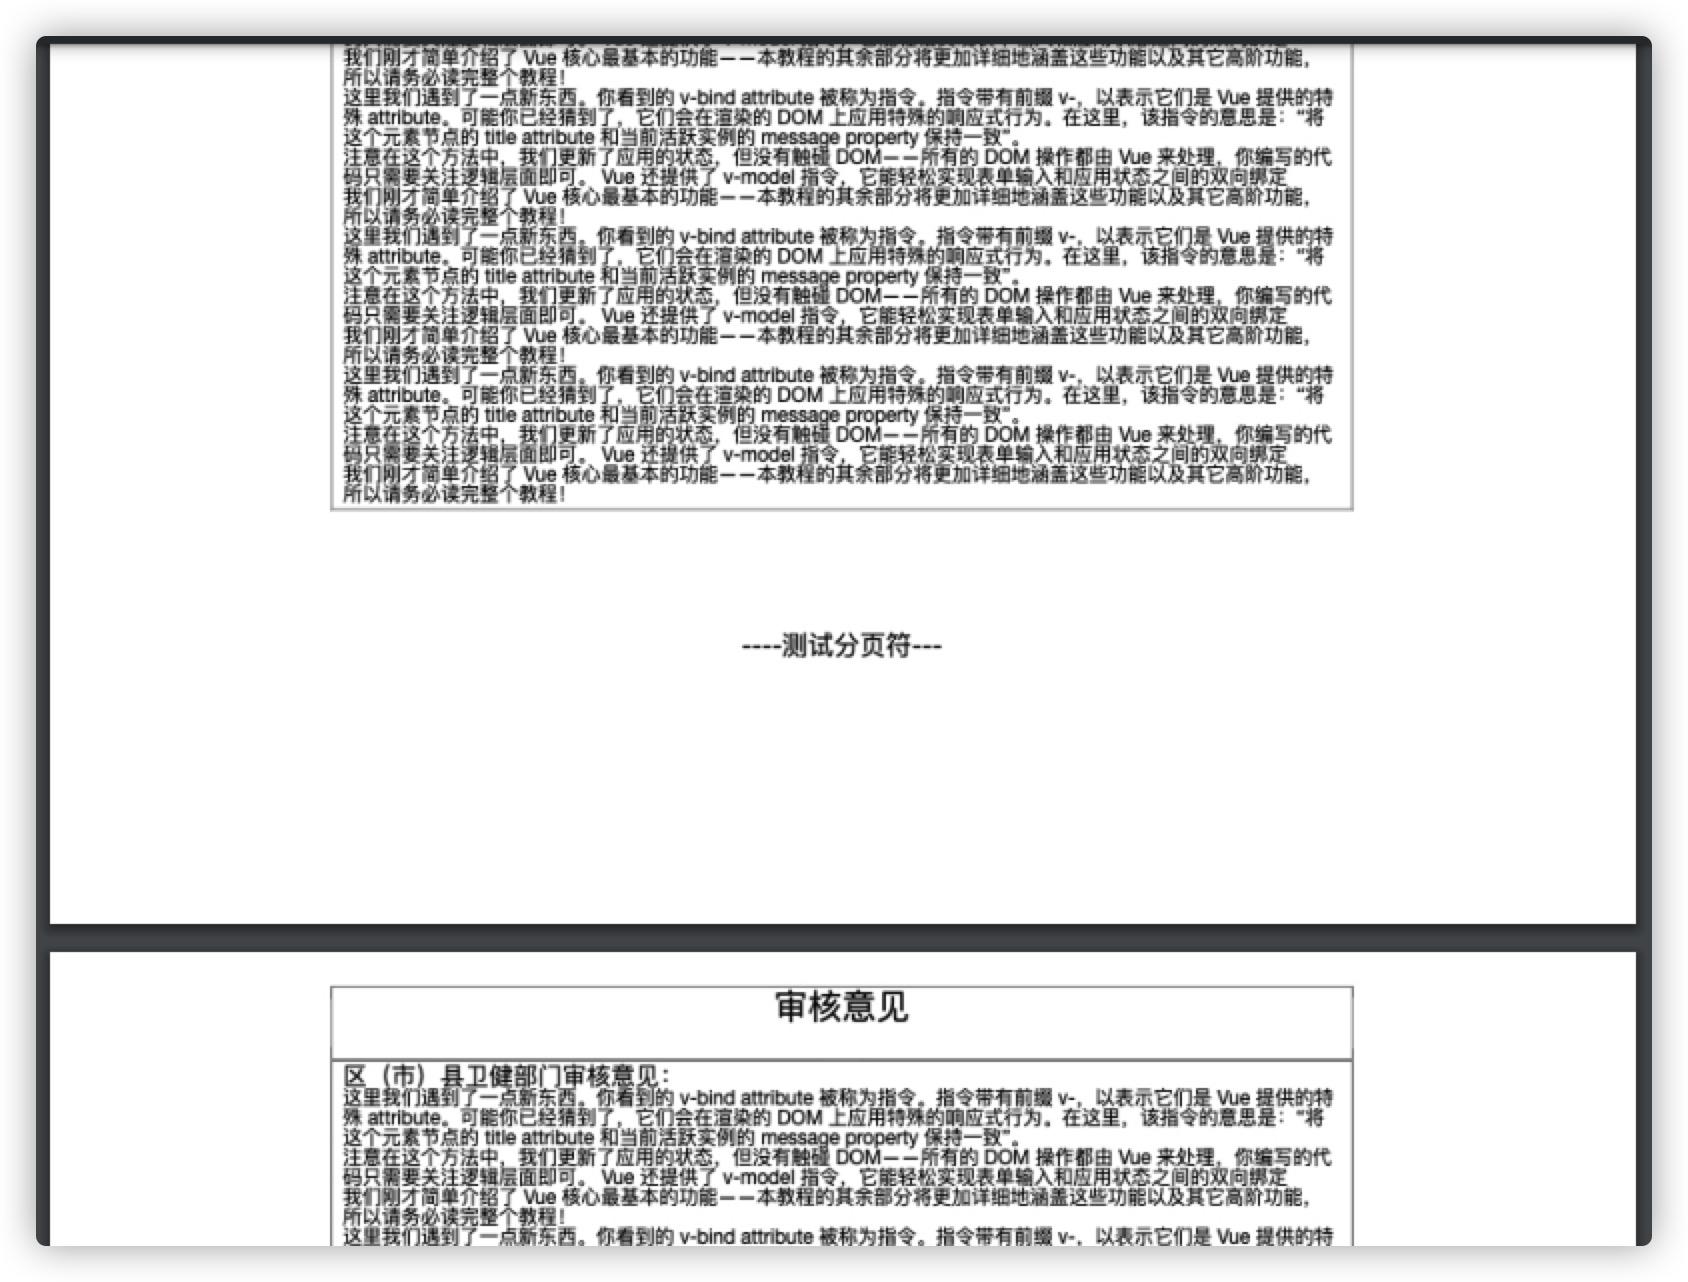 我们刚才简单介绍了 Vue 核心最基本的功能——本教程的其余部分将更加详细地涵盖这些功能以及其它高阶功能，
所以请务必读完整个教程！
这里我们遇到了一点新东西。你看到的 v-bind attribute 被称为指令。指令带有前缀 v-，以表示它们是 Vue 提供的特
殊 attribute。可能你已经猜到了，它们会在渲染的 DOM 上应用特殊的响应式行为。在这里，该指令的意思是：“将
这个元素节点的 title attribute 和当前活跃实例的 message property 保持一致”。
注意在这个方法中，我们更新了应用的状态，但没有触碰 DOM——所有的 DOM 操作都由 Vue 来处理，你编写的代
码只需要关注逻辑层面即可。 Vue 还提供了 v-model 指令，它能轻松实现表单输入和应用状态之间的双向绑定
我们刚才简单介绍了 Vue 核心最基本的功能——本教程的其余部分将更加详细地涵盖这些功能以及其它高阶功能，
所以请务必读完整个教程！
这里我们遇到了一点新东西。你看到的 v-bind attribute 被称为指令。指令带有前缀 v-，以表示它们是 Vue 提供的特
殊 attribute。可能你已经猜到了，它们会在渲染的 DOM 上应用特殊的响应式行为。在这里，该指令的意思是：“将
这个元素节点的 title attribute 和当前活跃实例的 message property 保持一致”。
注意在这个方法中，我们更新了应用的状态，但没有触碰 DOM——所有的 DOM 操作都由 Vue 来处理，你编写的代
码只需要关注逻辑层面即可。 Vue 还提供了 v-model 指令，它能轻松实现表单输入和应用状态之间的双向绑定
我们刚才简单介绍了 Vue 核心最基本的功能——本教程的其余部分将更加详细地涵盖这些功能以及其它高阶功能，
所以请务必读完整个教程！
这里我们遇到了一点新东西。你看到的 v-bind attribute 被称为指令。指令带有前缀 v-，以表示它们是 Vue 提供的特
殊 attribute。可能你已经猜到了，它们会在渲染的 DOM 上应用特殊的响应式行为。在这里，该指令的意思是：“将
这个元素节点的 title attribute 和当前活跃实例的 message property 保持一致”。
注意在这个方法中，我们更新了应用的状态，但没有触碰 DOM——所有的 DOM 操作都由 Vue 来处理，你编写的代
码只需要关注逻辑层面即可。 Vue 还提供了 v-model 指令，它能轻松实现表单输入和应用状态之间的双向绑定
我们刚才简单介绍了 Vue 核心最基本的功能——本教程的其余部分将更加详细地涵盖这些功能以及其它高阶功能，
所以请务必读完整个教程！
----测试分页符---
审核意见
区（市）县卫健部门审核意见：
这里我们遇到了一点新东西。你看到的 v-bind attribute 被称为指令。指令带有前缀 v-，以表示它们是 Vue 提供的特
殊 attribute。可能你已经猜到了，它们会在渲染的 DOM 上应用特殊的响应式行为。在这里，该指令的意思是：“将
这个元素节点的 title attribute 和当前活跃实例的 message property 保持一致”。
注意在这个方法中，我们更新了应用的状态，但没有触碰 DOM——所有的 DOM 操作都由 Vue 来处理，你编写的代
码只需要关注逻辑层面即可。 Vue 还提供了 v-model 指令，它能轻松实现表单输入和应用状态之间的双向绑定
我们刚才简单介绍了 Vue 核心最基本的功能——本教程的其余部分将更加详细地涵盖这些功能以及其它高阶功能，
所以请务必读完整个教程！
这里我们遇到了一点新东西。你看到的 v-bind attribute 被称为指令。指令带有前缀 v-，以表示它们是 Vue 提供的特